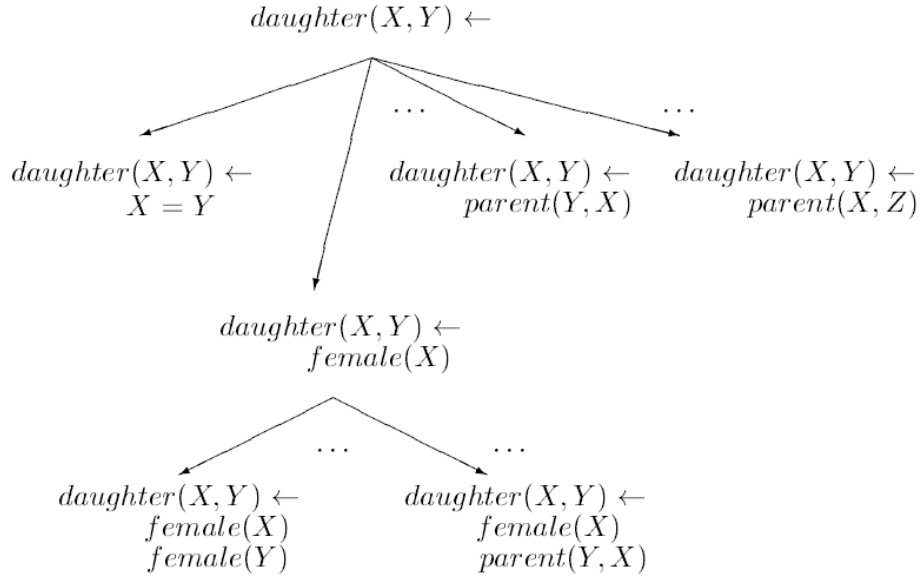 daughter(X, Y) ←
... ...
daughter(X, Y) ← daughter(X, Y) ← daughter(X, Y) ←
X = Y parent(Y, X) parent(X, Z)
daughter(X, Y) ←
female(X)
... ...
daughter(X, Y) ← daughter(X, Y) ←
female(X) female(X)
female(Y) parent(Y, X)